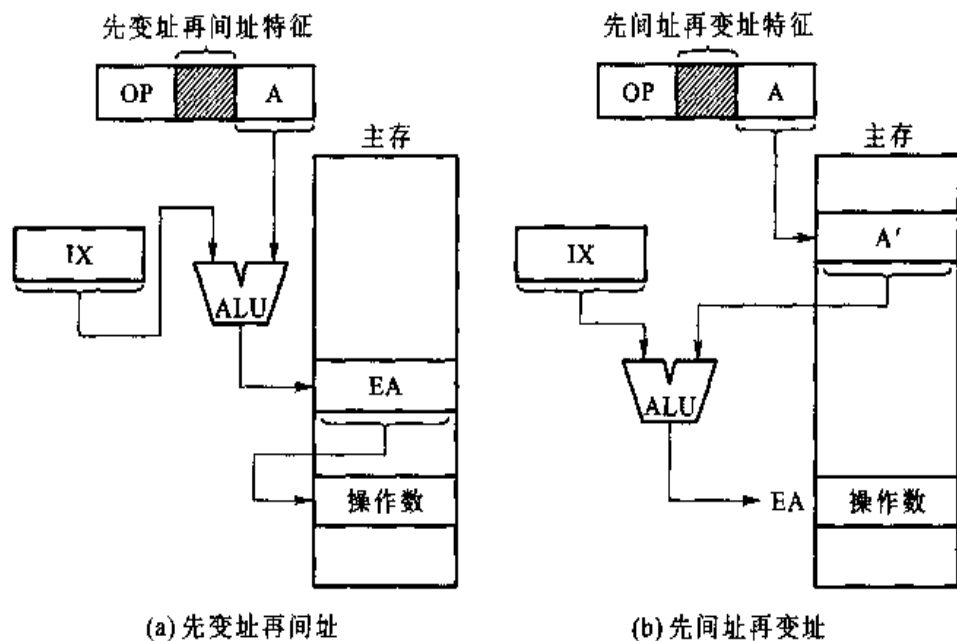 先变址再间址特征
OP
A
主存
IX
ALU
EA
操作数
(a) 先变址再间址
先间址再变址特征
OP
A
主存
A′
IX
ALU
EA
操作数
(b) 先间址再变址